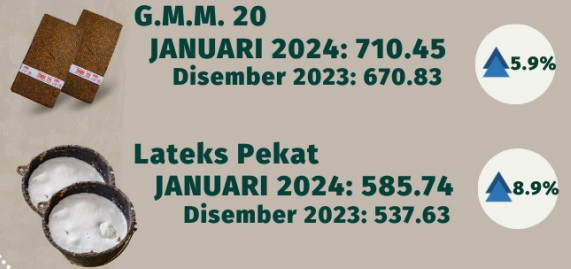 G.M.M. 20
JANUARI 2024: 710.45
Disember 2023: 670.83
5.9%
Lateks Pekat
JANUARI 2024: 585.74
Disember 2023: 537.63
8.9%